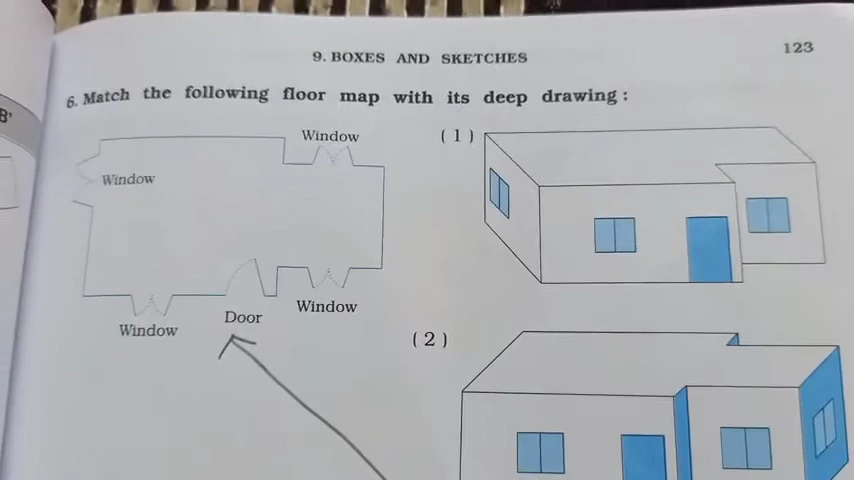 9. BOXES AND SKETCHES
123
6. Match the following floor map with its deep drawing :
Window
( 1 )
Window
Window
Door
Window
( 2 )